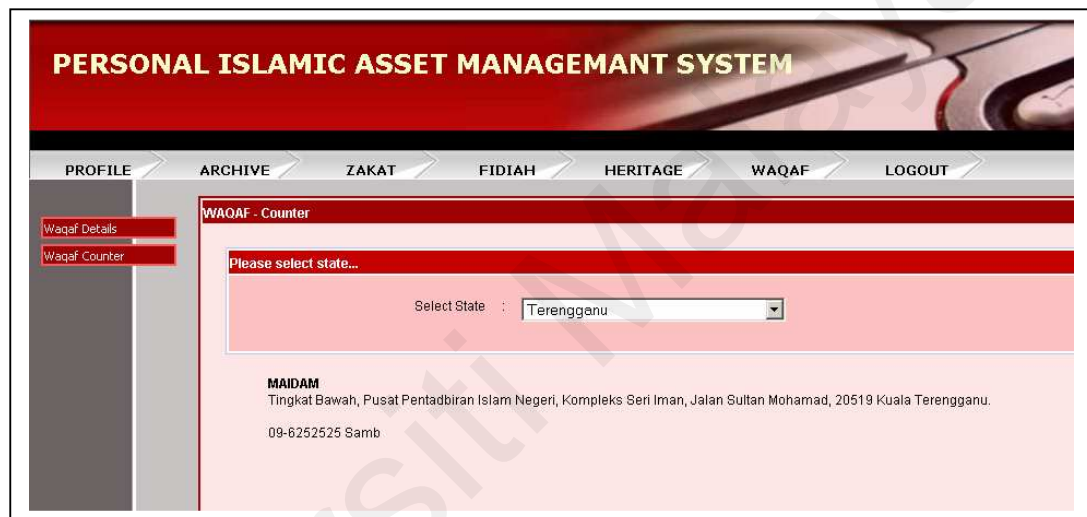 PERSONAL ISLAMIC ASSET MANAGEMANT SYSTEM
PROFILE ARCHIVE ZAKAT FIDIAH HERITAGE WAQAF LOGOUT
WAQAF - Counter
Waqaf Details
Waqaf Counter
Please select state...
Select State : Terengganu
MAIDAM
Tingkat Bawah, Pusat Pentadbiran Islam Negeri, Kompleks Seri Iman, Jalan Sultan Mohamad, 20519 Kuala Terengganu.
09-6252525 Samb